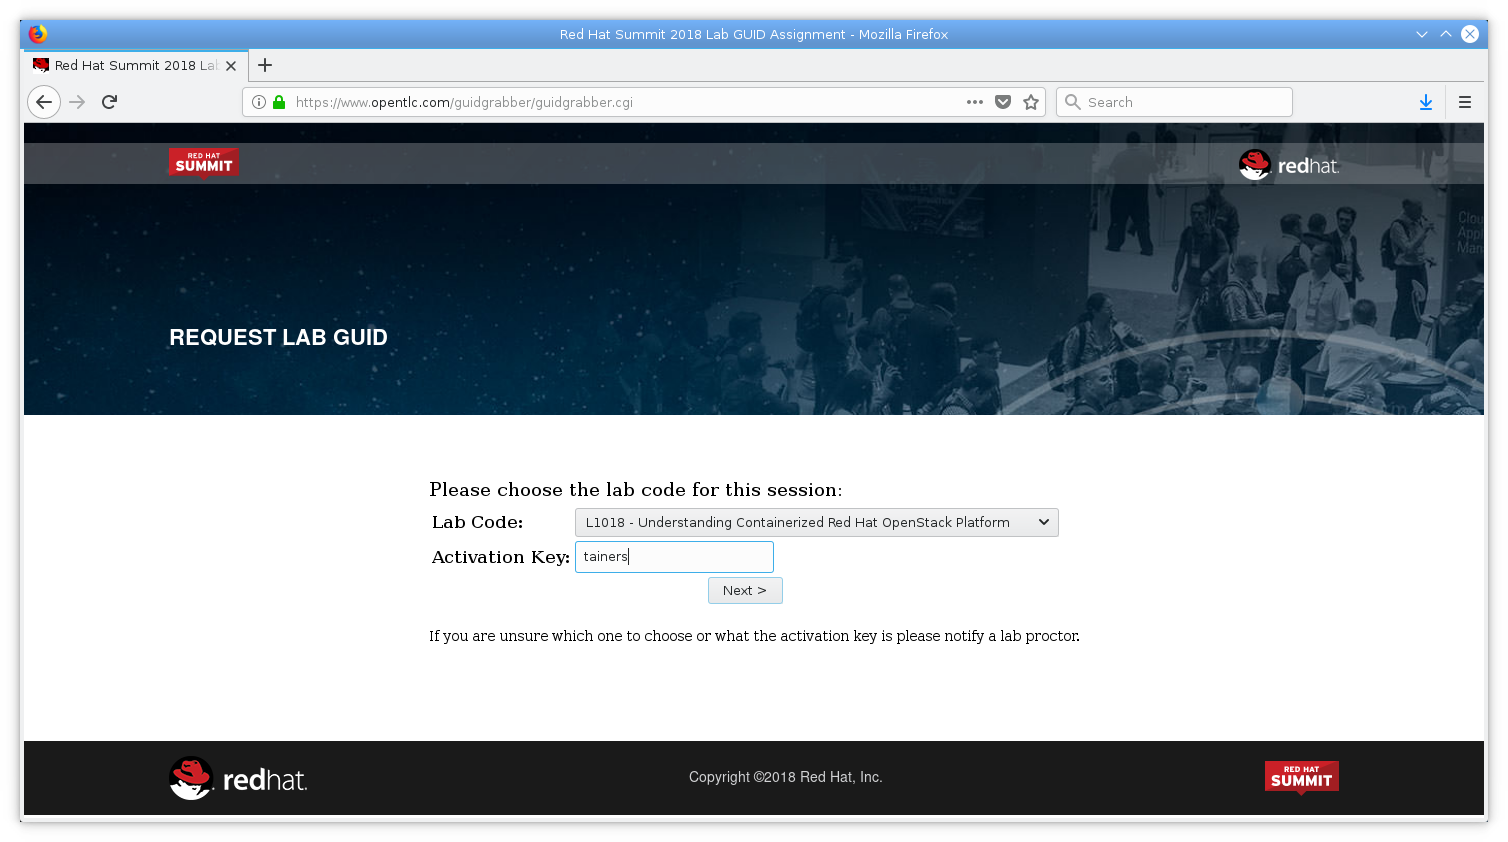 Red Hat Summit 2018 Lab GUID Assignment - Mozilla Firefox
Red Hat Summit 2018 Lab
https://www.opentlc.com/guidgrabber/guidgrabber.cgi
Search
RED HAT
SUMMIT
redhat.
Cloud
REQUEST LAB GUID
Please choose the lab code for this session:
Lab Code:
L1018 - Understanding Containerized Red Hat OpenStack Platform
Activation Key:
tainers
Next >
If you are unsure which one to choose or what the activation key is please notify a lab proctor.
redhat.
Copyright ©2018 Red Hat, Inc.
RED HAT
SUMMIT